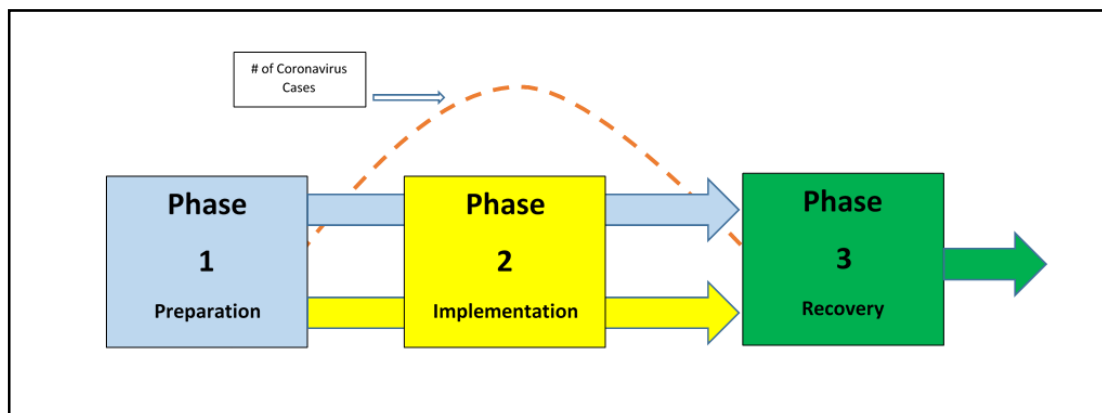 # of Coronavirus
Cases
Phase
1
Preparation
Phase
2
Implementation
Phase
3
Recovery